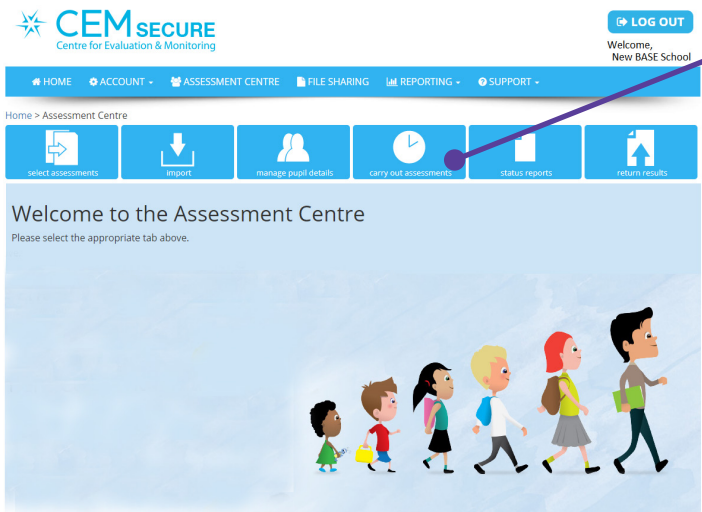 CEM SECURE
Centre for Evaluation & Monitoring
LOG OUT
Welcome,
New BASE School
HOME ACCOUNT ASSESSMENT CENTRE FILE SHARING REPORTING SUPPORT
Home > Assessment Centre
select assessments import manage pupil details carry out assessments status reports return results
Welcome to the Assessment Centre
Please select the appropriate tab above.